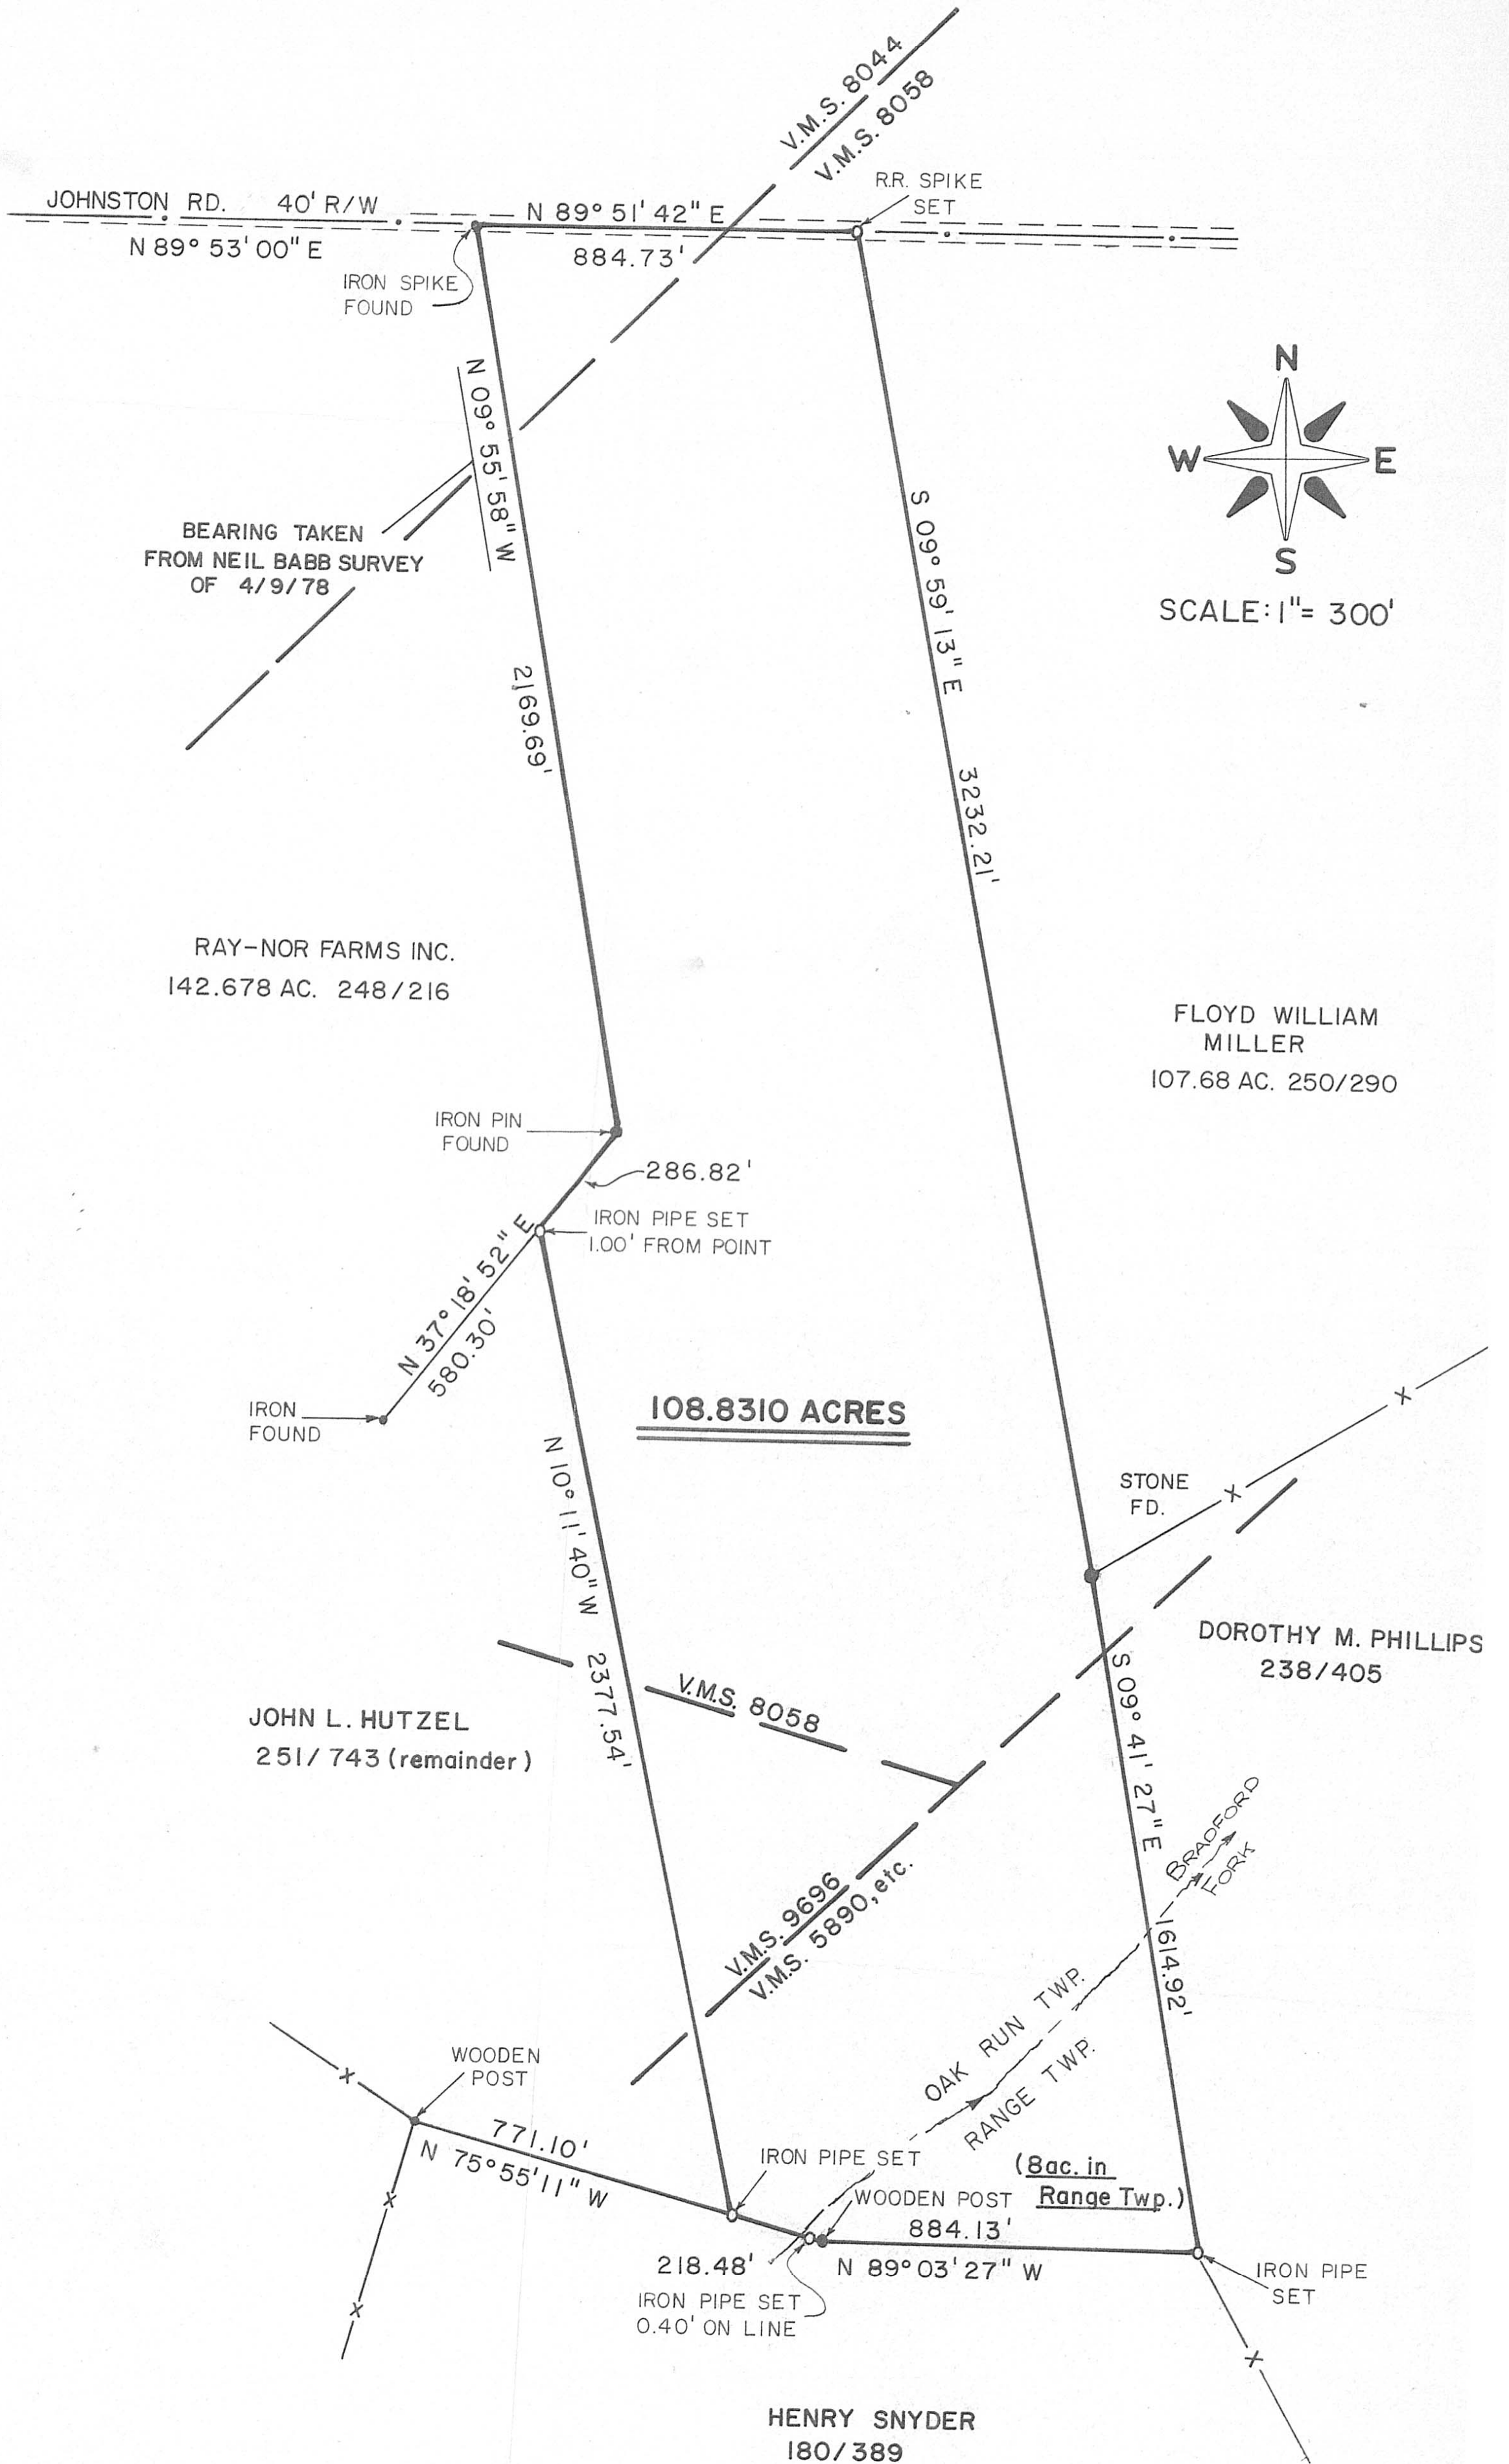 V.M.S. 8044
V.M.S. 8058
R.R. SPIKE
SET
JOHNSTON RD. 40' R/W
N 89° 51' 42" E
N 89° 53' 00" E
884.73'
IRON SPIKE
FOUND
N
W E
S
SCALE: 1" = 300'
N 09° 55' 58" W
BEARING TAKEN
FROM NEIL BABB SURVEY
OF 4/9/78
S 09° 59' 13" E
2169.69'
3232.21'
RAY-NOR FARMS INC.
142.678 AC. 248/216
FLOYD WILLIAM
MILLER
107.68 AC. 250/290
IRON PIN
FOUND
286.82'
IRON PIPE SET
1.00' FROM POINT
N 37° 18' 52" E
580.30'
IRON
FOUND
108.8310 ACRES
N 10° 11' 40" W
2377.54'
STONE
FD.
DOROTHY M. PHILLIPS
238/405
S 09° 41' 27" E
1614.92'
V.M.S. 8058
JOHN L. HUTZEL
251/743 (remainder)
BRADFORD
FORK
V.M.S. 9696
V.M.S. 5890, etc.
OAK RUN TWP.
RANGE TWP.
WOODEN
POST
771.10'
N 75° 55' 11" W
IRON PIPE SET
(8ac. in
Range Twp.)
WOODEN POST
884.13'
N 89° 03' 27" W
218.48'
IRON PIPE SET
0.40' ON LINE
IRON PIPE
SET
HENRY SNYDER
180/389